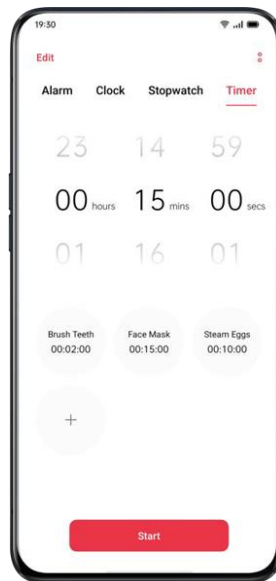 19:30
Edit
Alarm Clock Stopwatch Timer
23 14 59
00 hours 15 mins 00 secs
01 16 01
Brush Teeth Face Mask Steam Eggs
00:02:00 00:15:00 00:10:00
+
Start